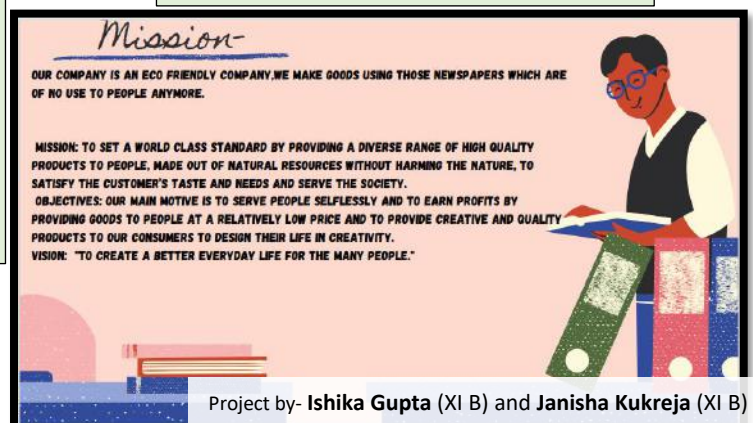 Mission-
OUR COMPANY IS AN ECO FRIENDLY COMPANY,WE MAKE GOODS USING THOSE NEWSPAPERS WHICH ARE
OF NO USE TO PEOPLE ANYMORE.
MISSION: TO SET A WORLD CLASS STANDARD BY PROVIDING A DIVERSE RANGE OF HIGH QUALITY
PRODUCTS TO PEOPLE, MADE OUT OF NATURAL RESOURCES WITHOUT HARMING THE NATURE, TO
SATISFY THE CUSTOMER'S TASTE AND NEEDS AND SERVE THE SOCIETY.
OBJECTIVES: OUR MAIN MOTIVE IS TO SERVE PEOPLE SELFLESSLY AND TO EARN PROFITS BY
PROVIDING GOODS TO PEOPLE AT A RELATIVELY LOW PRICE AND TO PROVIDE CREATIVE AND QUALITY
PRODUCTS TO OUR CONSUMERS TO DESIGN THEIR LIFE IN CREATIVITY.
VISION: "TO CREATE A BETTER EVERYDAY LIFE FOR THE MANY PEOPLE."
Project by- Ishika Gupta (XI B) and Janisha Kukreja (XI B)